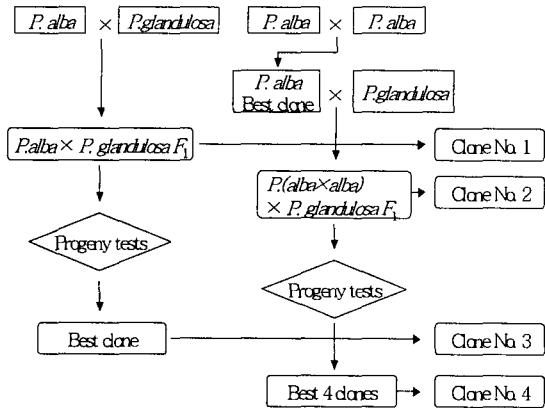 P. alba × P.glandulosa P. alba × P. alba
P. alba
Best clone × P.glandulosa
P.alba × P. glandulosa F1 Clone No. 1
P.(alba×alba)
× P. glandulosa F1 Clone No. 2
Progeny tests
Progeny tests
Best clone Clone No. 3
Best 4 clones Clone No. 4